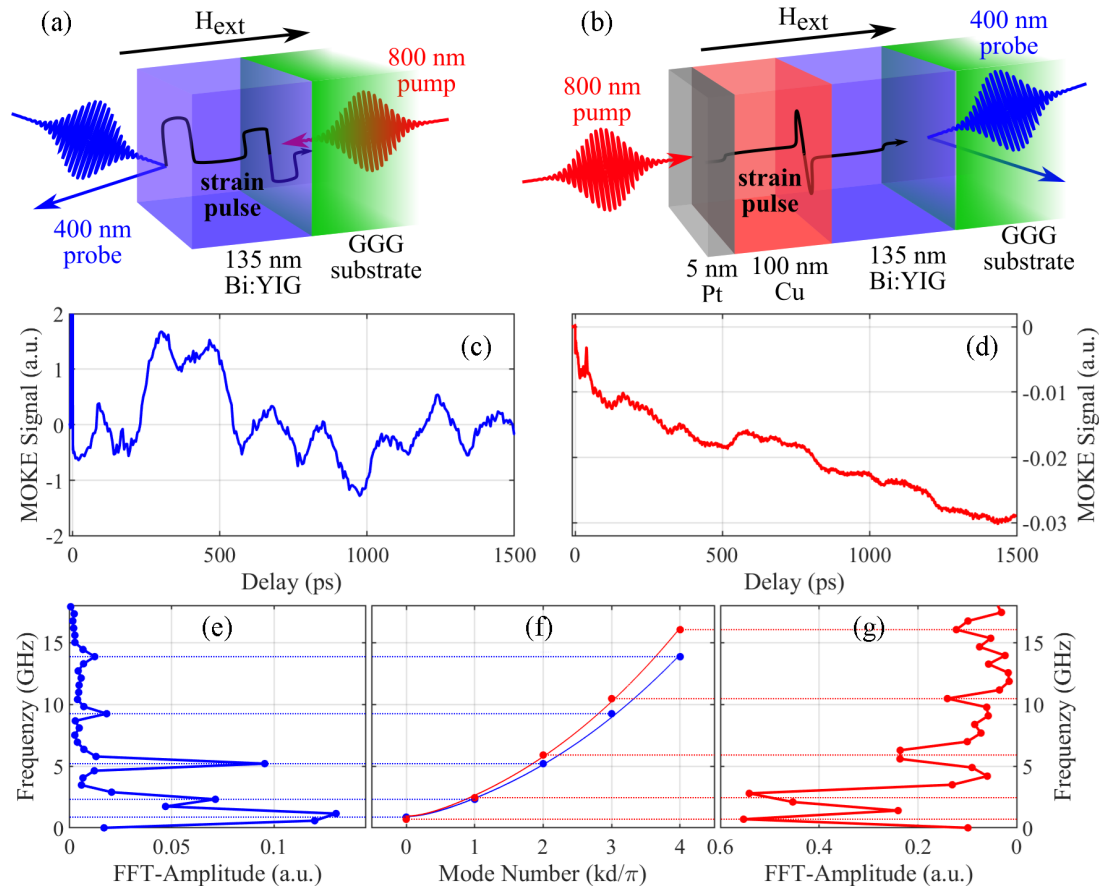 (a)
H_ext
800 nm
pump
400 nm
probe
strain
pulse
135 nm
Bi:YIG
GGG
substrate
(b)
H_ext
400 nm
probe
800 nm
pump
strain
pulse
5 nm
Pt
100 nm
Cu
135 nm
Bi:YIG
GGG
substrate
(c)
MOKE Signal (a.u.)
2
1
0
-1
-2
0 500 1000 1500
Delay (ps)
(d)
MOKE Signal (a.u.)
0
-0.01
-0.02
-0.03
0 500 1000 1500
Delay (ps)
(e)
Frequenzy (GHz)
15
10
5
0
0 0.05 0.1
FFT-Amplitude (a.u.)
(f)
0 1 2 3 4
Mode Number (kd/π)
(g)
Frequenzy (GHz)
15
10
5
0
0.6 0.4 0.2 0
FFT-Amplitude (a.u.)